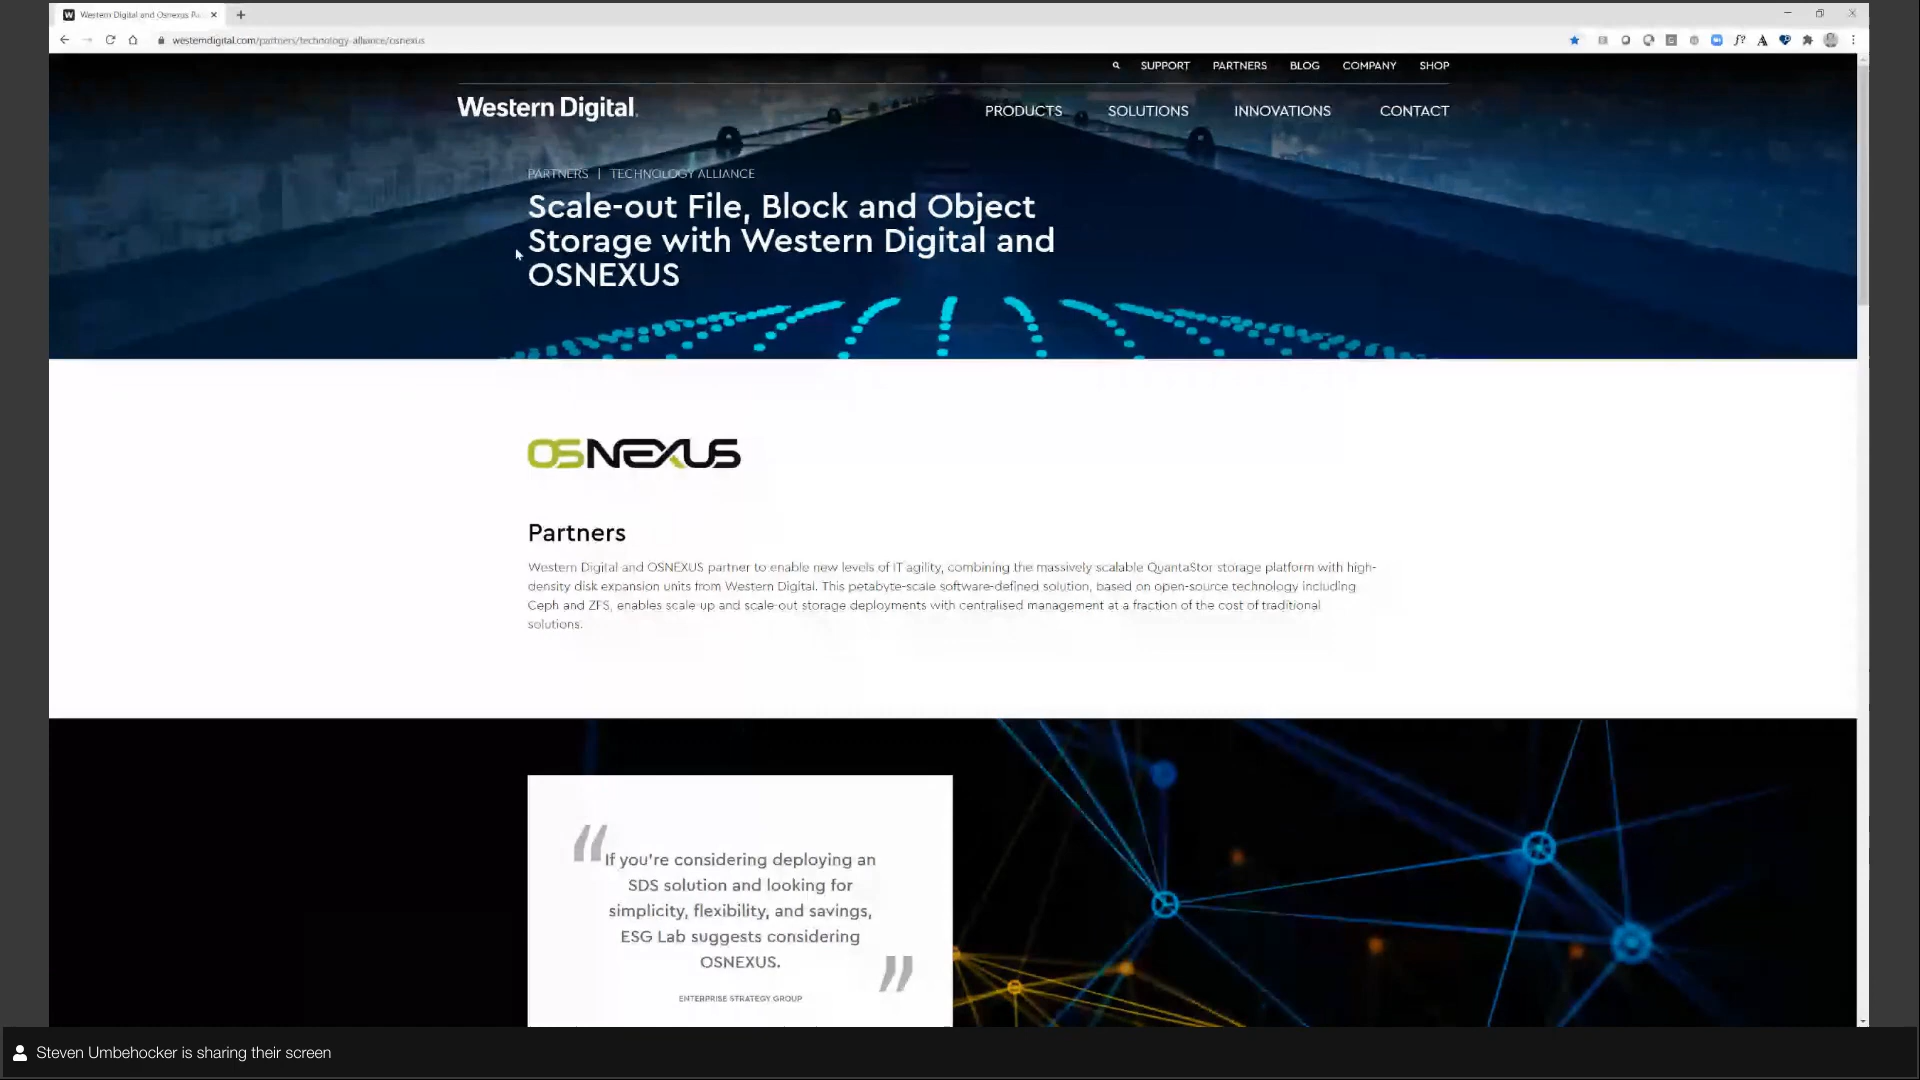 Western Digital and Osnexus Pa
westerndigital.com/partners/technology-alliance/osnexus
SUPPORT PARTNERS BLOG COMPANY SHOP
Western Digital
PRODUCTS SOLUTIONS INNOVATIONS CONTACT
PARTNERS | TECHNOLOGY ALLIANCE
Scale-out File, Block and Object
Storage with Western Digital and
OSNEXUS
OSNEXUS
Partners
Western Digital and OSNEXUS partner to enable new levels of IT agility, combining the massively scalable QuantaStor storage platform with high-
density disk expansion units from Western Digital. This petabyte-scale software-defined solution, based on open-source technology including
Ceph and ZFS, enables scale up and scale-out storage deployments with centralised management at a fraction of the cost of traditional
solutions.
"If you're considering deploying an
SDS solution and looking for
simplicity, flexibility, and savings,
ESG Lab suggests considering
OSNEXUS."
ENTERPRISE STRATEGY GROUP
Steven Umbehocker is sharing their screen